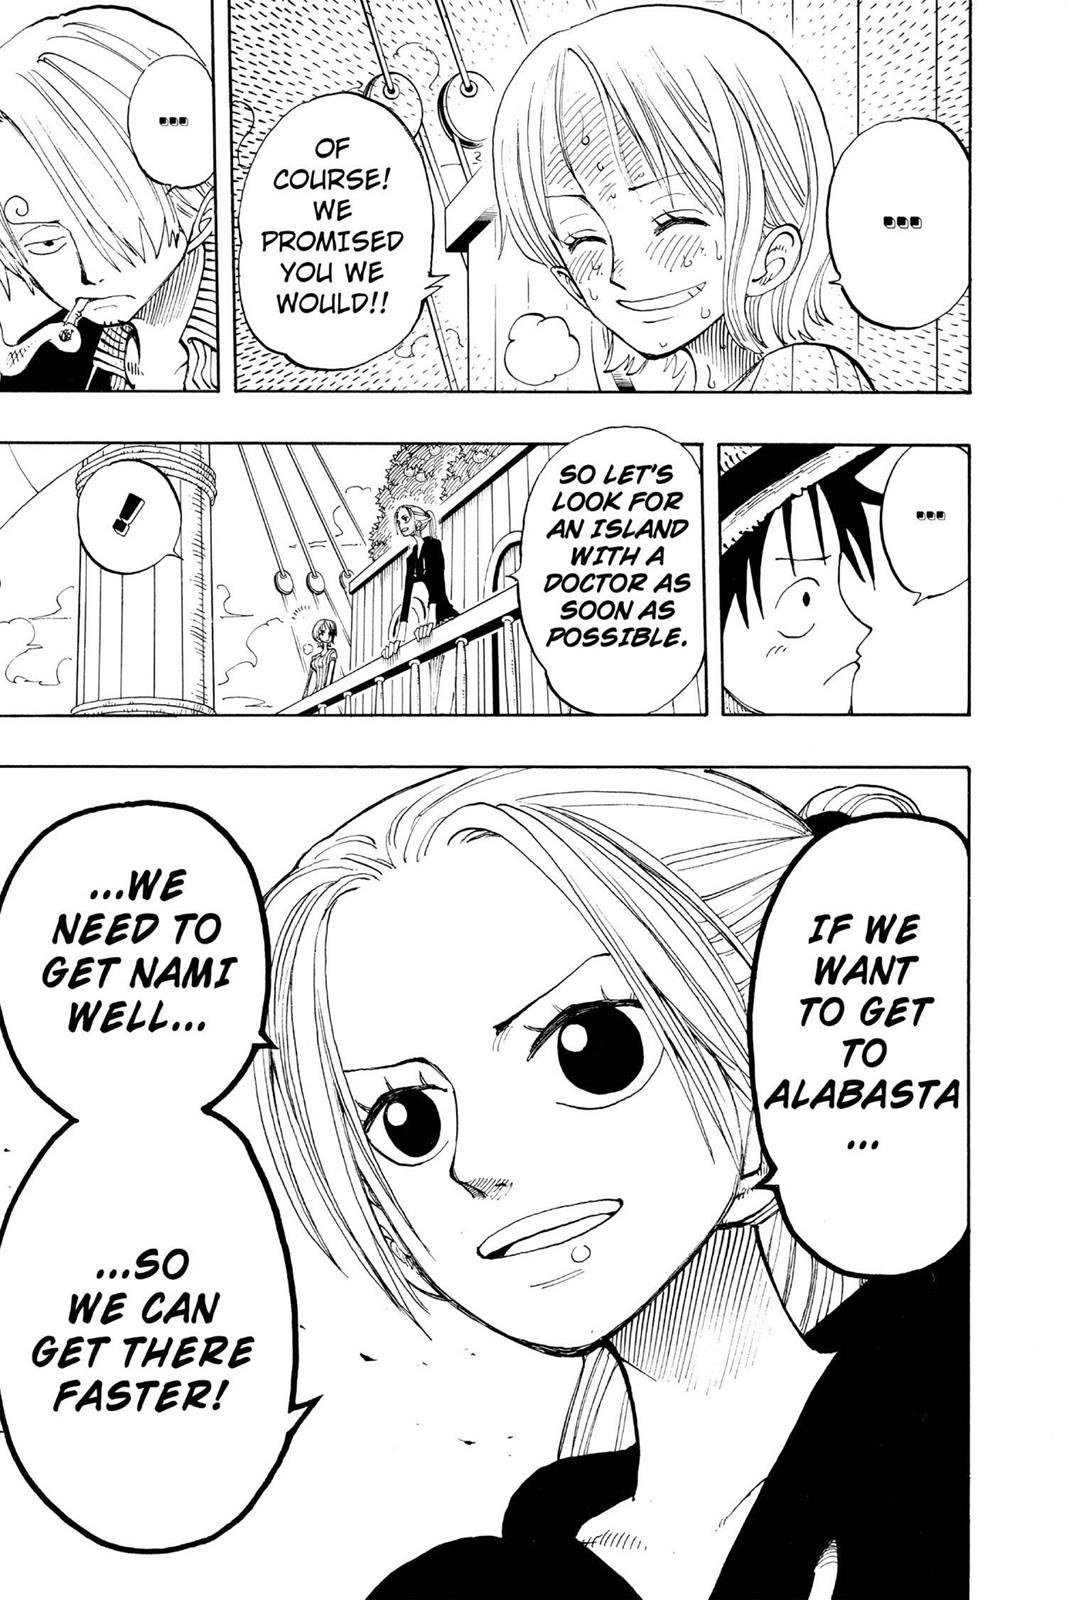 ...
OF
COURSE!
WE
PROMISED
YOU WE
WOULD!!
...
...
SO LET'S
LOOK FOR
AN ISLAND
WITH A
DOCTOR AS
SOON AS
POSSIBLE.
!
IF WE
WANT
TO GET
TO
ALABASTA
...
...WE
NEED TO
GET NAMI
WELL...
...SO
WE CAN
GET THERE
FASTER!